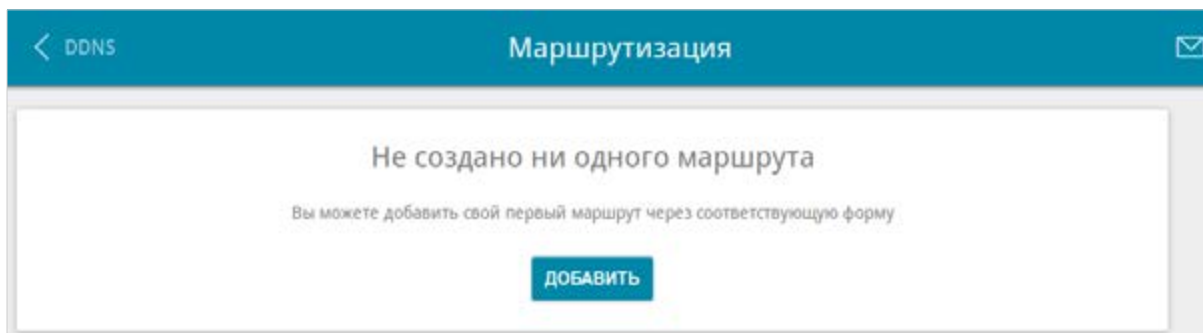 DDNS
Маршрутизация
Не создано ни одного маршрута
Вы можете добавить свой первый маршрут через соответствующую форму
ДОБАВИТЬ